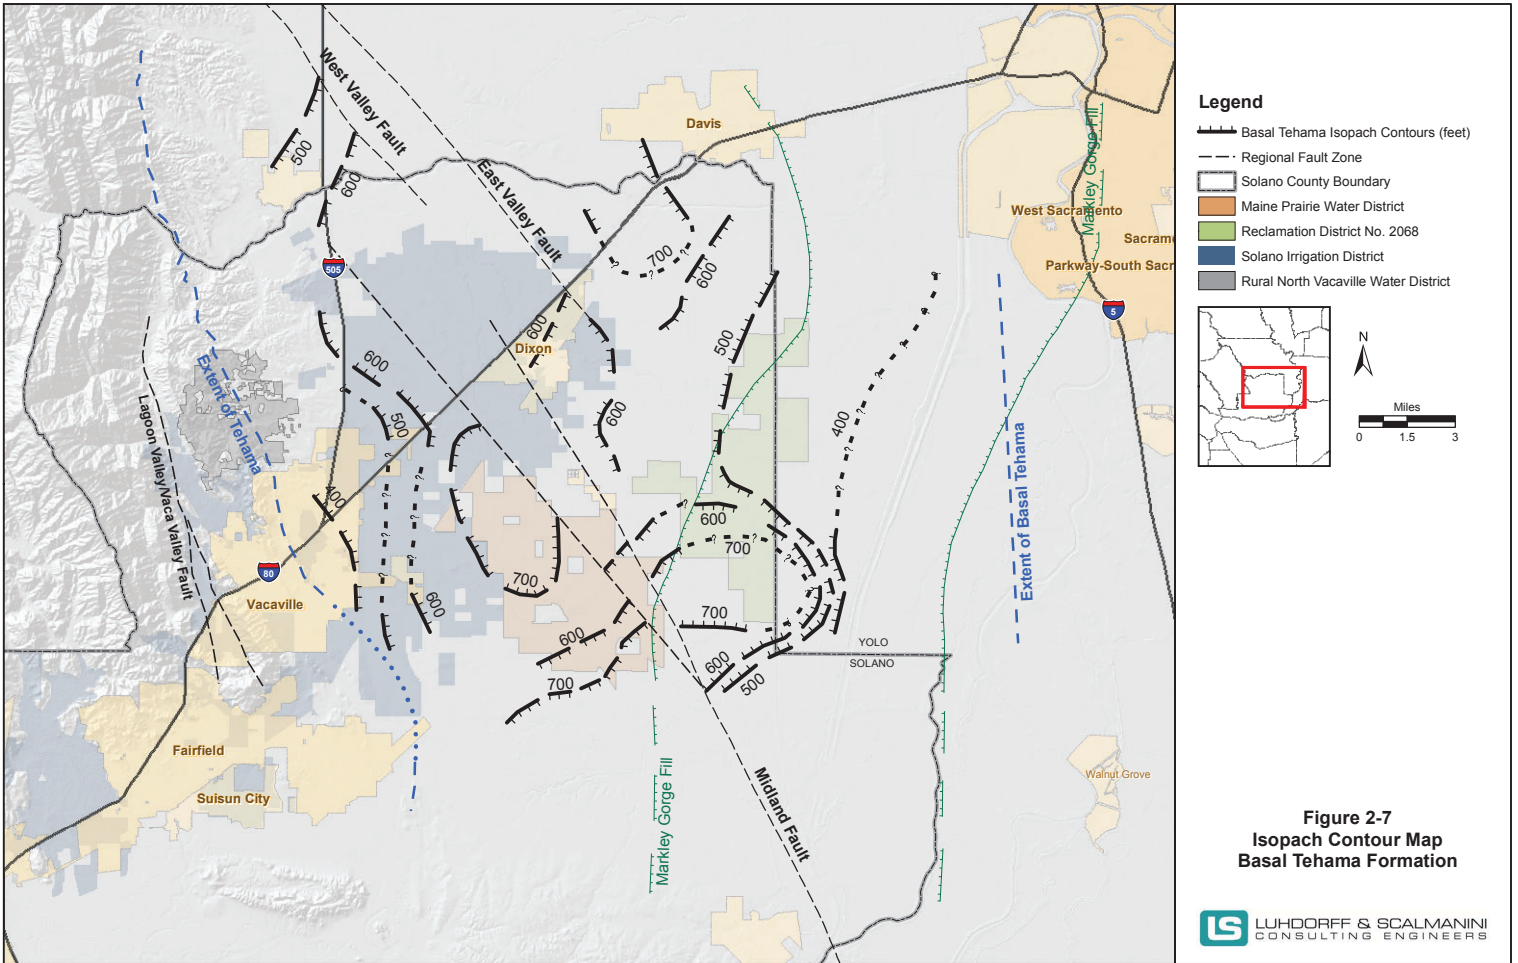 West Valley Fault
East Valley Fault
Davis
Markley Gorge Fill
West Sacramento
Sacram
Parkway-South Sacr
500
600
700
600
505
5
600
Dixon
500
600
500
600
400
Extent of Tehama
Lagoon Valley/Vaca Valley Fault
400
600
700
Extent of Basal Tehama
80
Vacaville
700
600
700
600
YOLO
SOLANO
600
500
700
Fairfield
Suisun City
Markley Gorge Fill
Midland Fault
Walnut Grove
? ? ? ? ? ? ? ? ? ? ? ? ? ? ? ? ? ?
Legend
Basal Tehama Isopach Contours (feet)
Regional Fault Zone
Solano County Boundary
Maine Prairie Water District
Reclamation District No. 2068
Solano Irrigation District
Rural North Vacaville Water District
N
Miles
0 1.5 3
Figure 2-7
Isopach Contour Map
Basal Tehama Formation
LS LUHDORFF & SCALMANINI
CONSULTING ENGINEERS